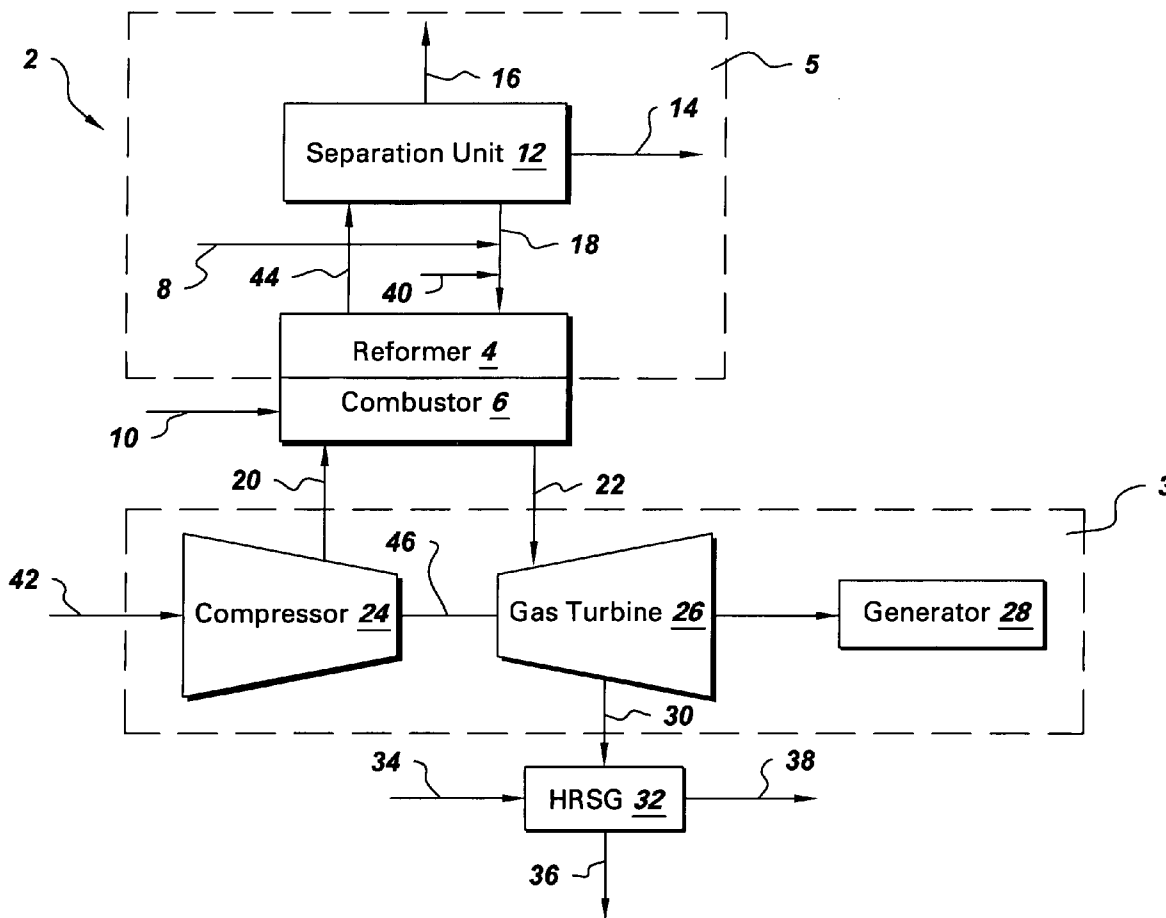 2
16
5
14
Separation Unit 12
18
8
44
40
Reformer 4
Combustor 6
10
20
22
3
46
42
Compressor 24
Gas Turbine 26
Generator 28
30
34
38
HRSG 32
36